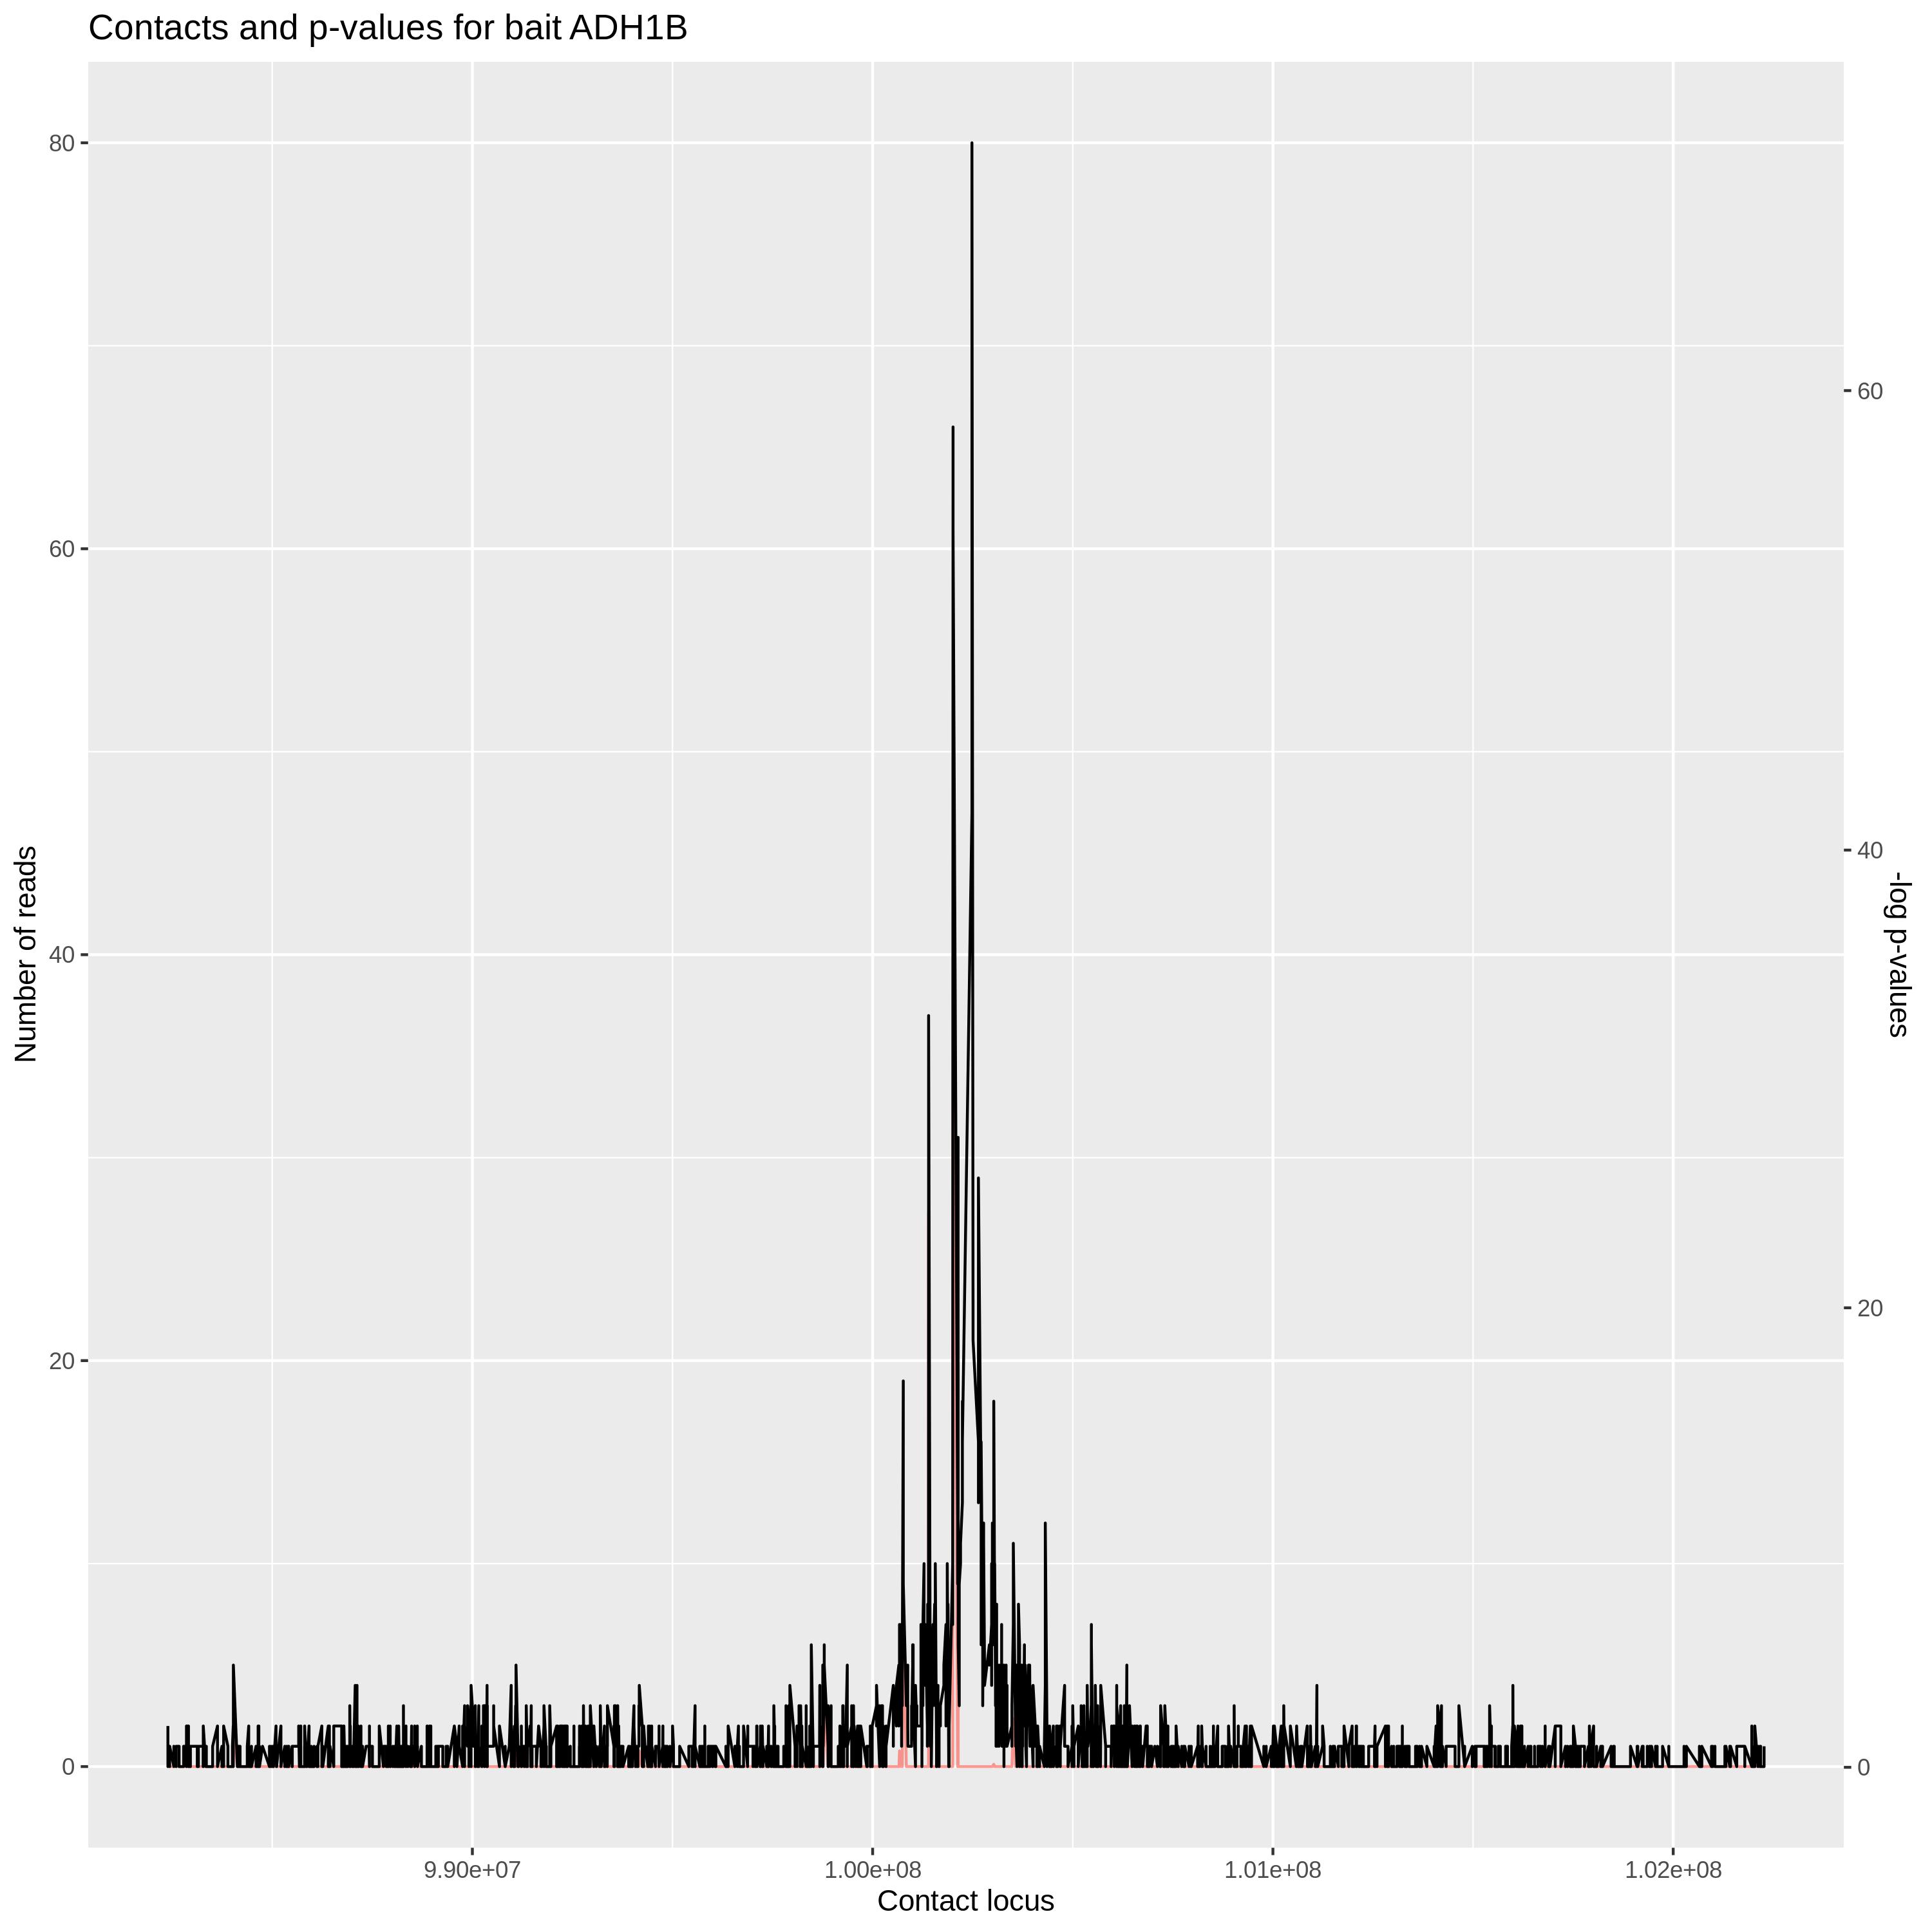 Contacts and p-values for bait ADH1B
80
60
40
20
0
Number of reads
60
40
20
0
-log p-values
9.90e+07
1.00e+08
1.01e+08
1.02e+08
Contact locus